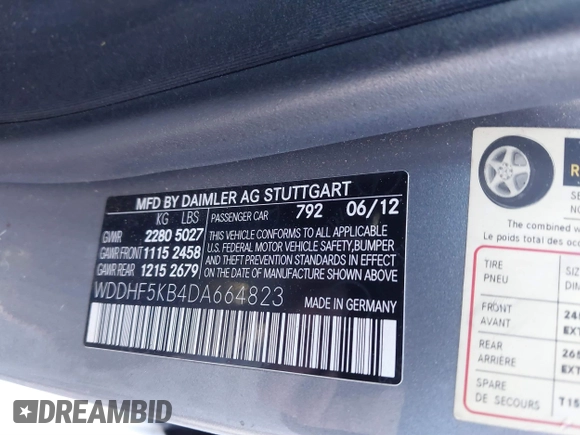 MFD BY DAIMLER AG STUTTGART
KG LBS
GVWR 2280 5027
GAWR FRONT 1115 2458
GAWR REAR 1215 2679
PASSENGER CAR 792 06/12
THIS VEHICLE CONFORMS TO ALL APPLICABLE
U.S. FEDERAL MOTOR VEHICLE SAFETY, BUMPER
AND THEFT PREVENTION STANDARDS IN EFFECT
ON THE DATE OF MANUFACTURE SHOWN ABOVE.
WDDHF5KB4DA664823
MADE IN GERMANY
The combined w
Le poids total des
TIRE
PNEU
FRONT
AVANT
REAR
ARRIÈRE
EXT
SPARE
DE SECOURS
T15
DREAMBID